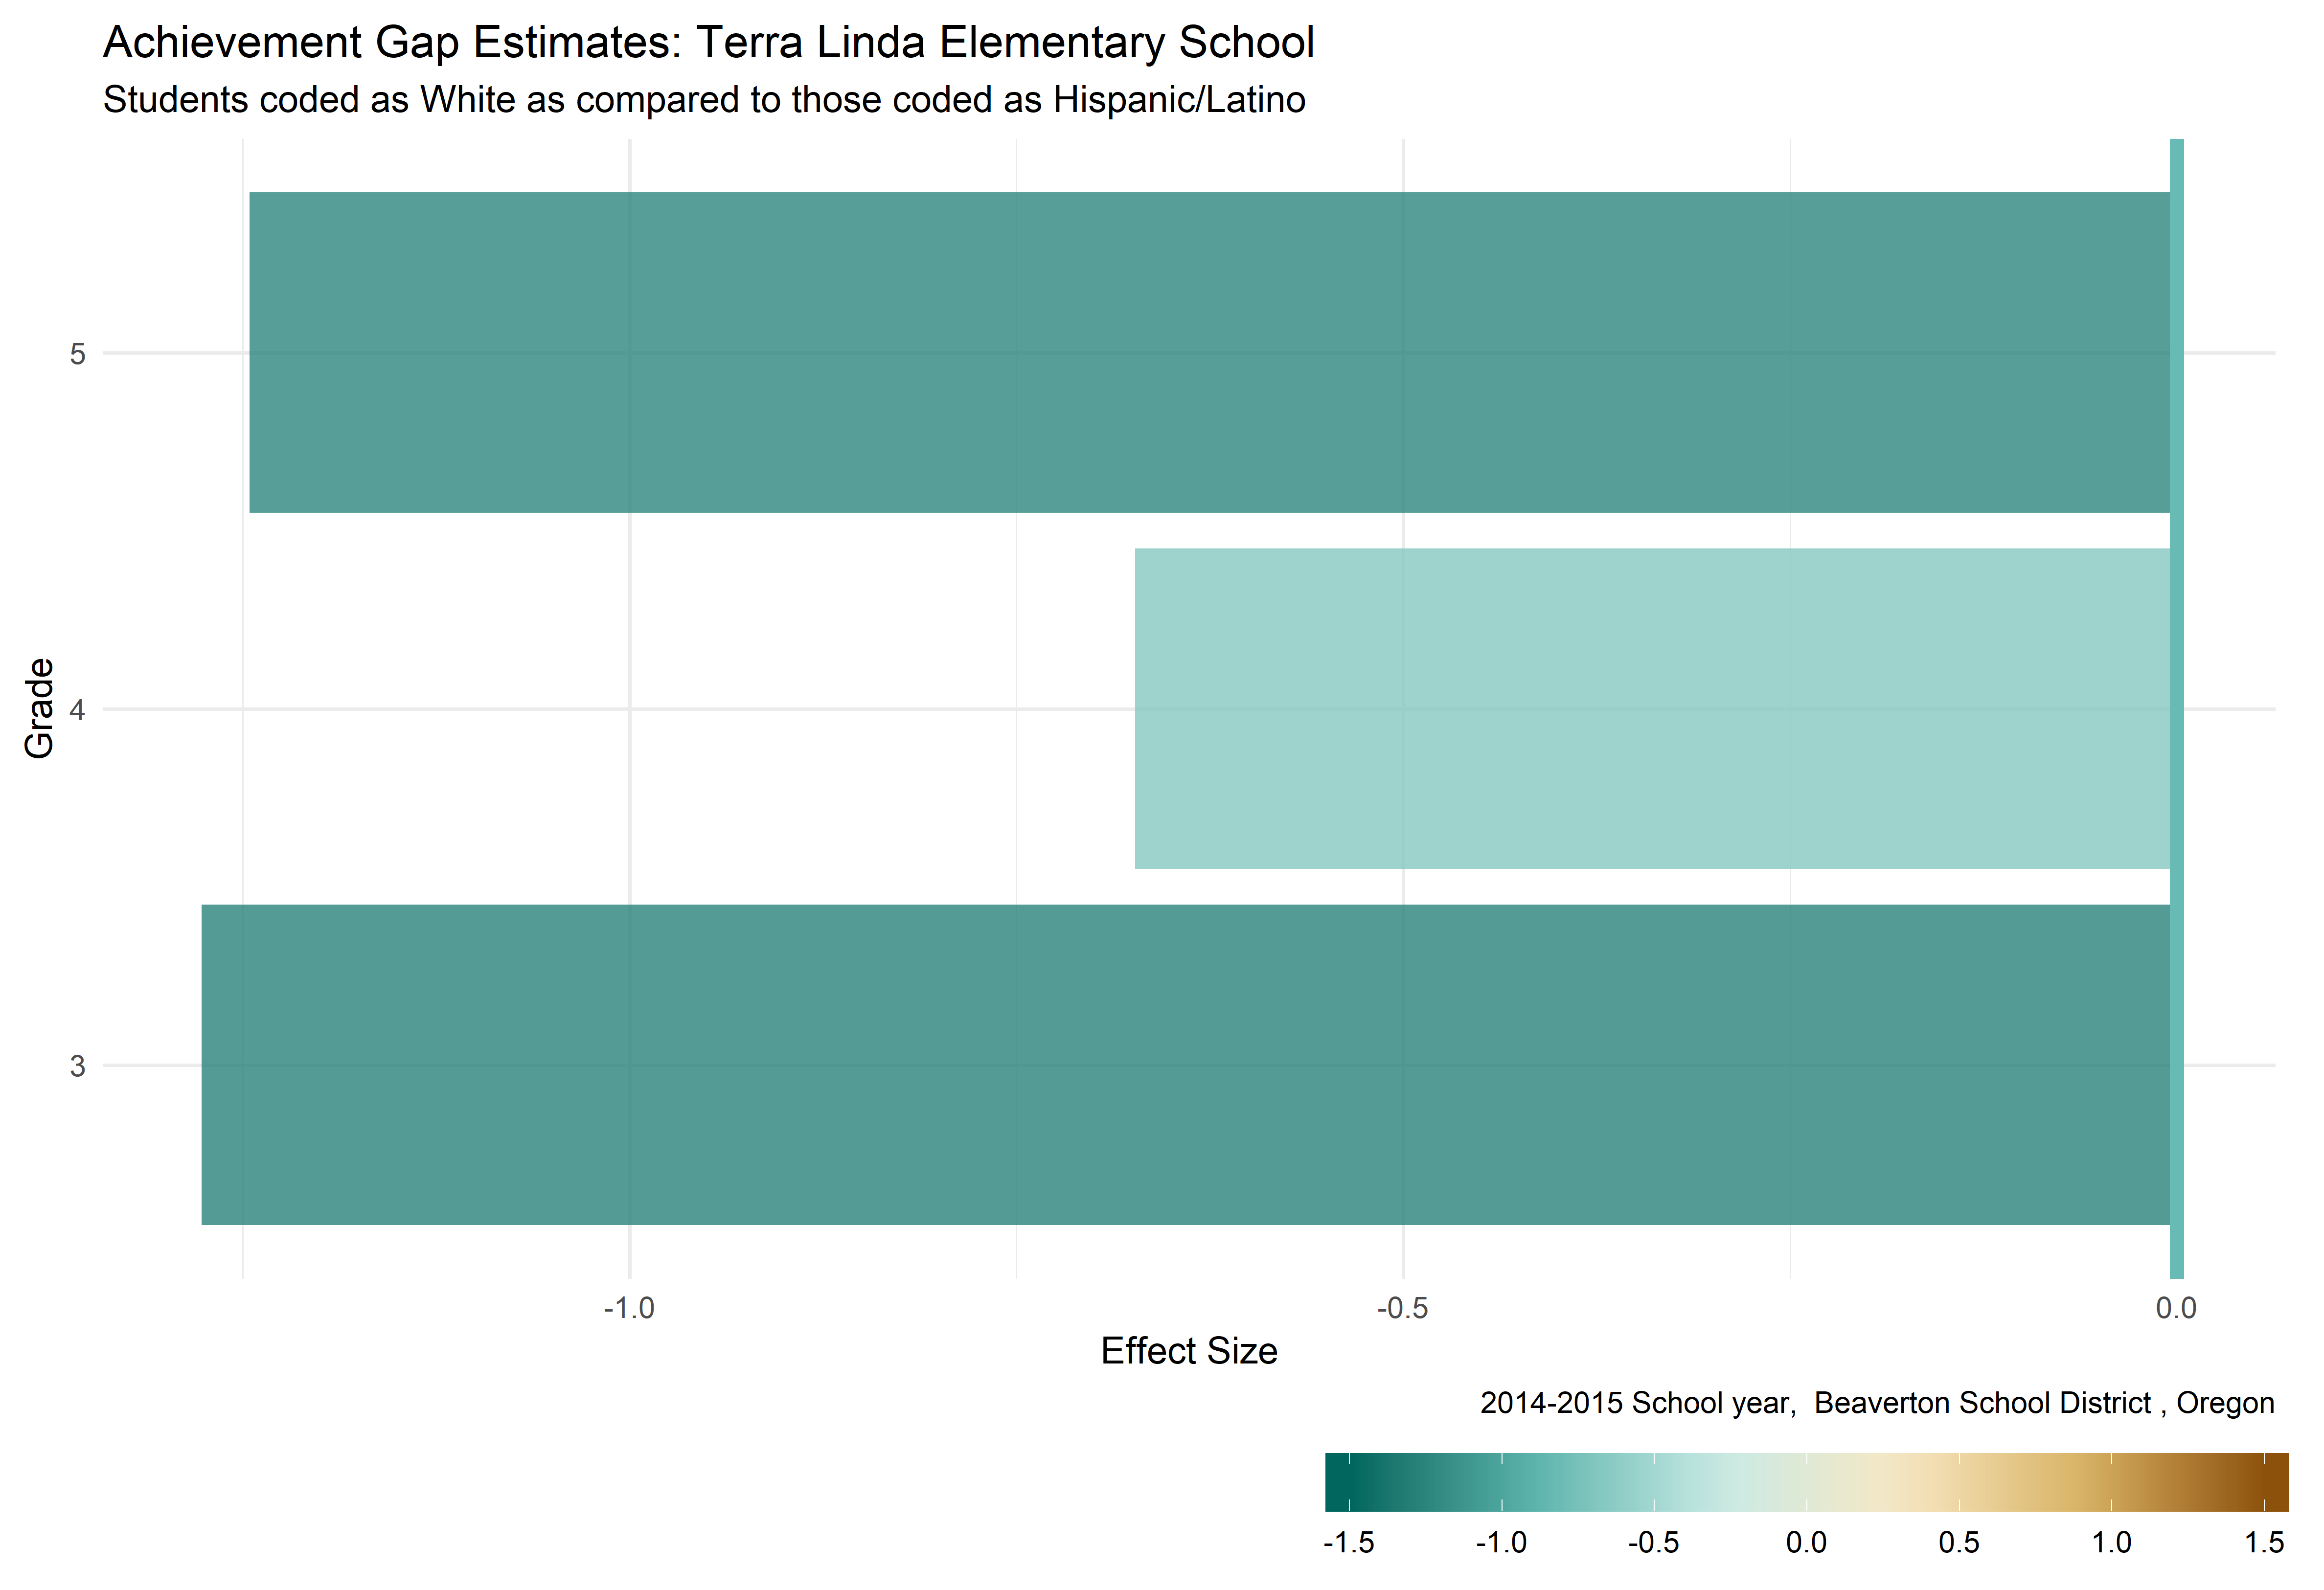 Achievement Gap Estimates: Terra Linda Elementary School
Students coded as White as compared to those coded as Hispanic/Latino
5
4
3
Grade
-1.0 -0.5 0.0
Effect Size
2014-2015 School year,  Beaverton School District , Oregon
-1.5 -1.0 -0.5 0.0 0.5 1.0 1.5